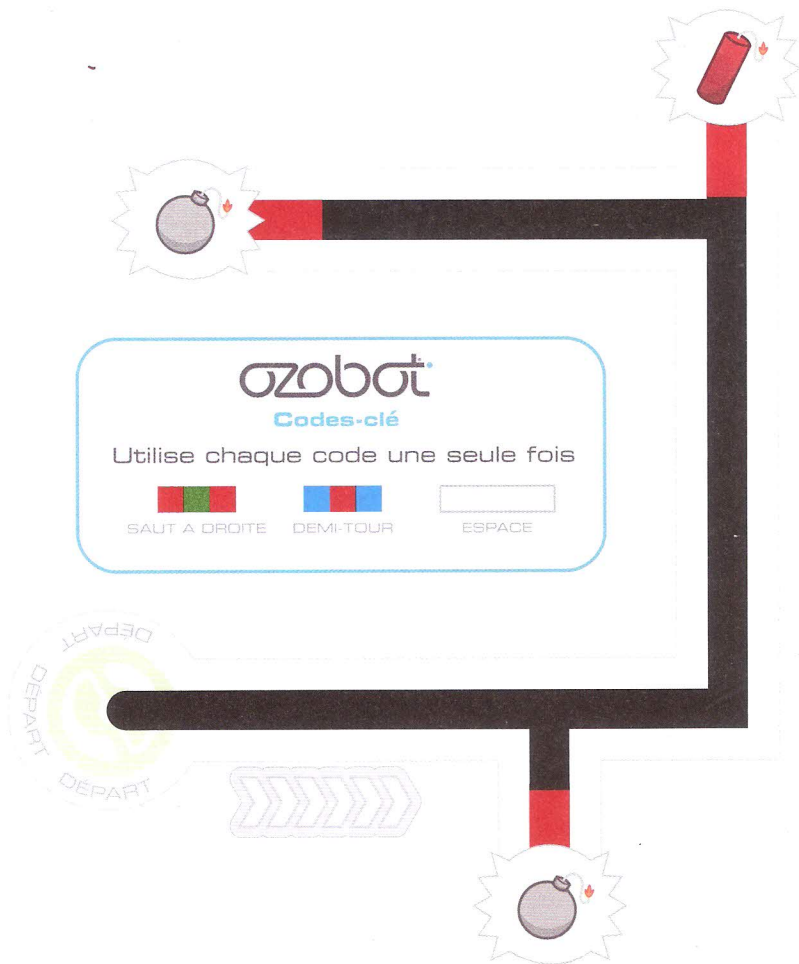 ozobot
Codes-clé
Utilise chaque code une seule fois
SAUT A DROITE
DEMI-TOUR
ESPACE
DÉPART
DÉPART
DÉPART